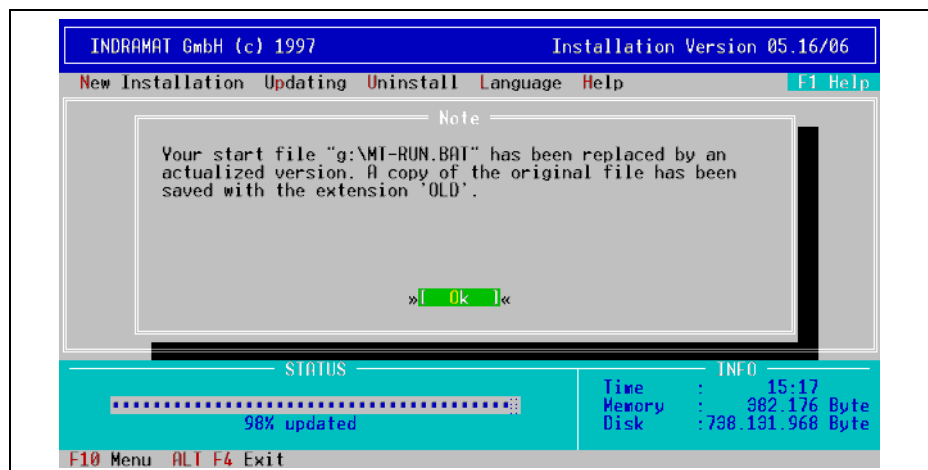 INDRAMAT GmbH (c) 1997 Installation Version 05.16/06
New Installation Updating Uninstall Language Help F1 Help
Note
Your start file "g:\MT-RUN.BAT" has been replaced by an
actualized version. A copy of the original file has been
saved with the extension 'OLD'.
»[ Ok ]«
STATUS INFO
Time : 15:17
Memory : 382.176 Byte
98% updated
Disk :738.131.968 Byte
F10 Menu ALT F4 Exit